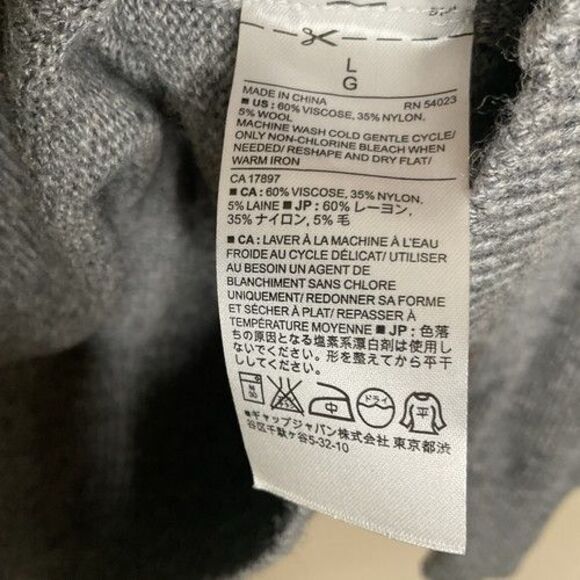 L
G
MADE IN CHINA RN 54023
■ US : 60% VISCOSE, 35% NYLON,
5% WOOL
MACHINE WASH COLD GENTLE CYCLE/
ONLY NON-CHLORINE BLEACH WHEN
NEEDED/ RESHAPE AND DRY FLAT/
WARM IRON
CA 17897
■ CA : 60% VISCOSE, 35% NYLON,
5% LAINE ■ JP : 60% レーヨン,
35% ナイロン, 5% 毛
■ CA : LAVER À LA MACHINE À L'EAU
FROIDE AU CYCLE DÉLICAT/ UTILISER
AU BESOIN UN AGENT DE
BLANCHIMENT SANS CHLORE
UNIQUEMENT/ REDONNER SA FORME
ET SÉCHER À PLAT/ REPASSER À
TEMPÉRATURE MOYENNE ■ JP : 色落
ちの原因となる塩素系漂白剤は使用し
ないでください。形を整えてから平干
ししてください。
中 ドライ 平
■ギャップジャパン株式会社 東京都渋
谷区千駄ヶ谷5-32-10